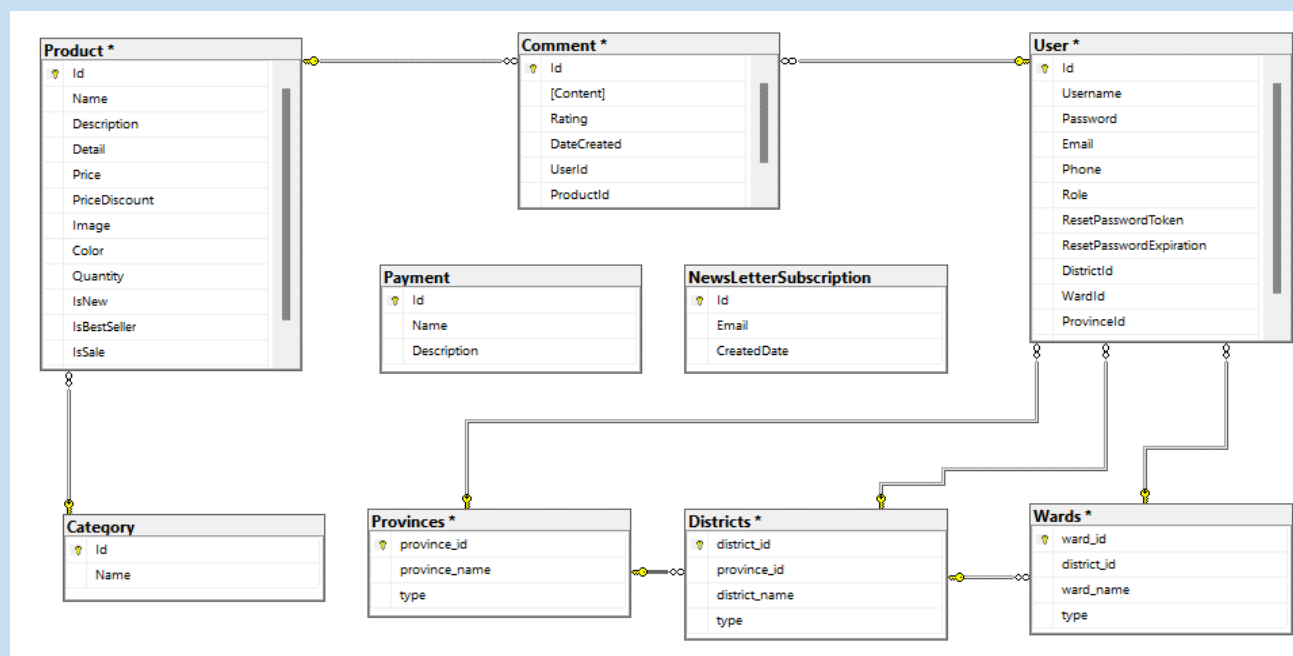 Product *
Id
Name
Description
Detail
Price
PriceDiscount
Image
Color
Quantity
IsNew
IsBestSeller
IsSale
Comment *
Id
[Content]
Rating
DateCreated
UserId
ProductId
User *
Id
Username
Password
Email
Phone
Role
ResetPasswordToken
ResetPasswordExpiration
DistrictId
WardId
ProvinceId
Payment
Id
Name
Description
NewsLetterSubscription
Id
Email
CreatedDate
Category
Id
Name
Provinces *
province_id
province_name
type
Districts *
district_id
province_id
district_name
type
Wards *
ward_id
district_id
ward_name
type